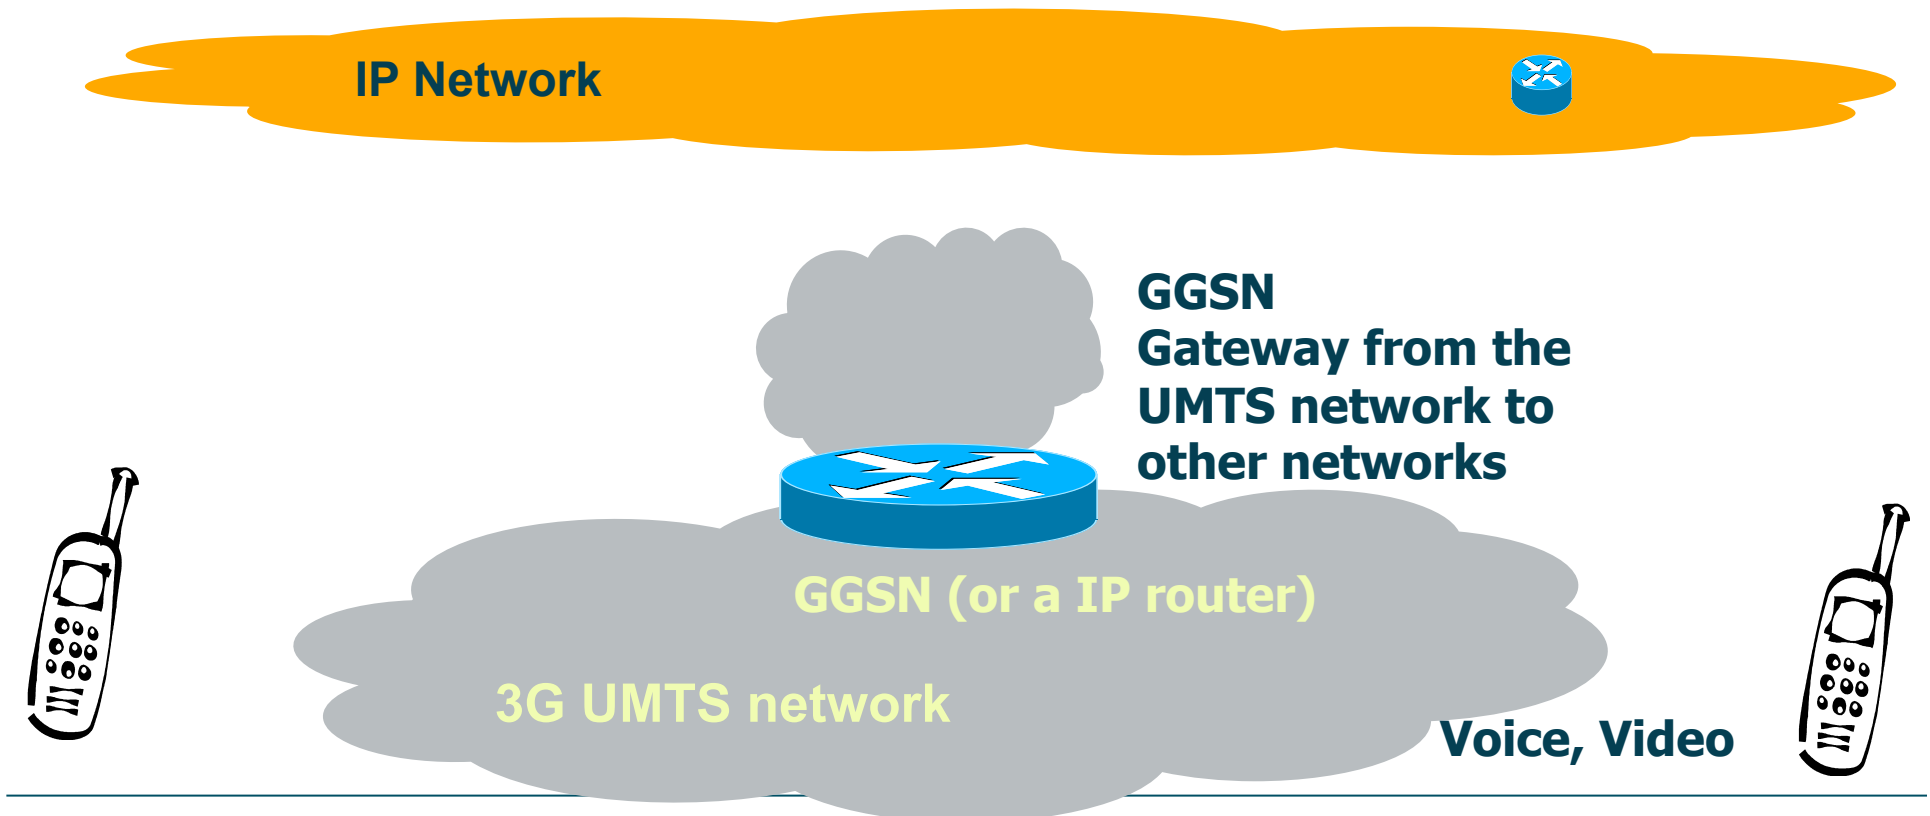 IP Network
GGSN
Gateway from the
UMTS network to
other networks
GGSN (or a IP router)
3G UMTS network
Voice, Video